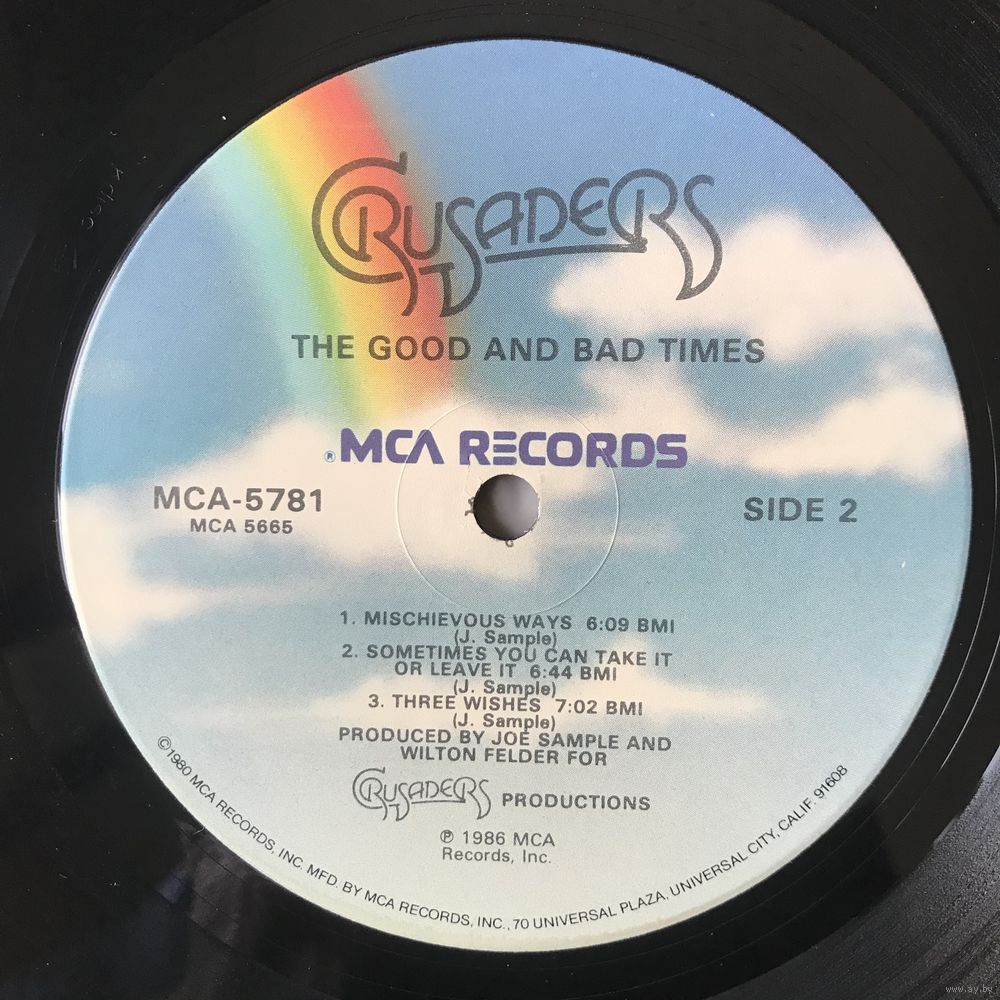 CRUSADERS
THE GOOD AND BAD TIMES
® MCA RECORDS
MCA-5781
MCA 5665
SIDE 2
1. MISCHIEVOUS WAYS 6:09 BMI
(J. Sample)
2. SOMETIMES YOU CAN TAKE IT
OR LEAVE IT 6:44 BMI
(J. Sample)
3. THREE WISHES 7:02 BMI
(J. Sample)
PRODUCED BY JOE SAMPLE AND
WILTON FELDER FOR
CRUSADERS PRODUCTIONS
℗ 1986 MCA
Records, Inc.
©1980 MCA RECORDS, INC. MFD. BY MCA RECORDS, INC., 70 UNIVERSAL PLAZA, UNIVERSAL CITY, CALIF. 91608
www.ay.by